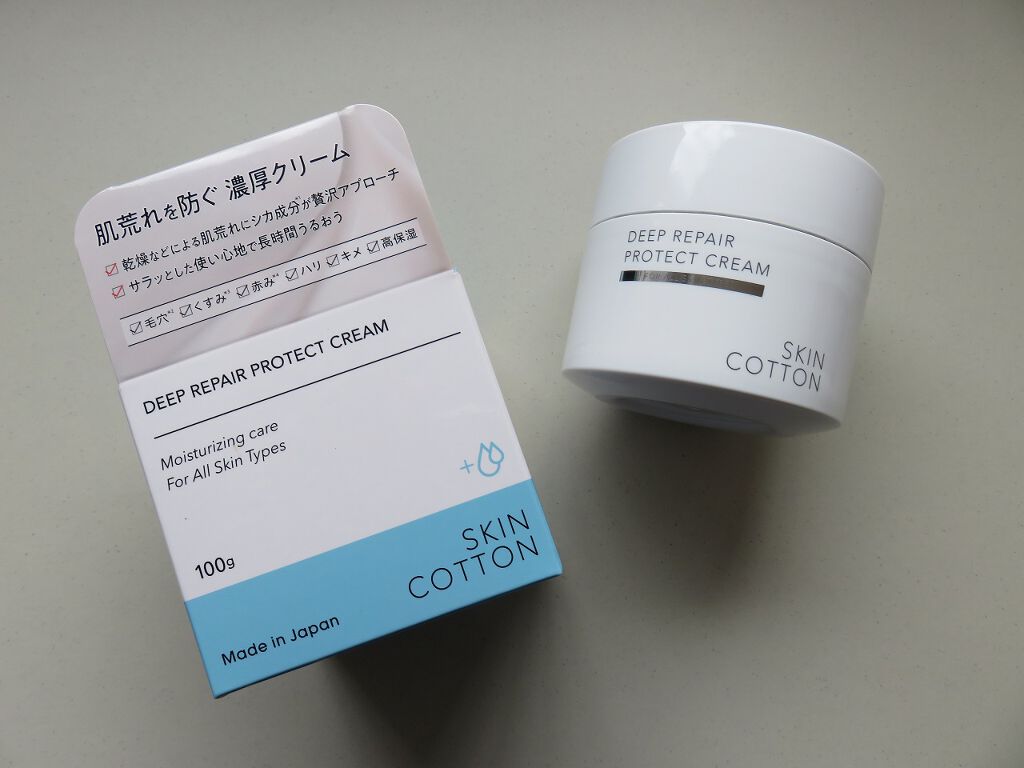 肌荒れを防ぐ 濃厚クリーム
乾燥などによる肌荒れにシカ成分が贅沢アプローチ
サラッとした使い心地で長時間うるおう
毛穴 くすみ 赤み ハリ キメ 高保湿
DEEP REPAIR PROTECT CREAM
Moisturizing care
For All Skin Types
100g
SKIN
COTTON
Made in Japan
DEEP REPAIR
PROTECT CREAM
SKIN
COTTON